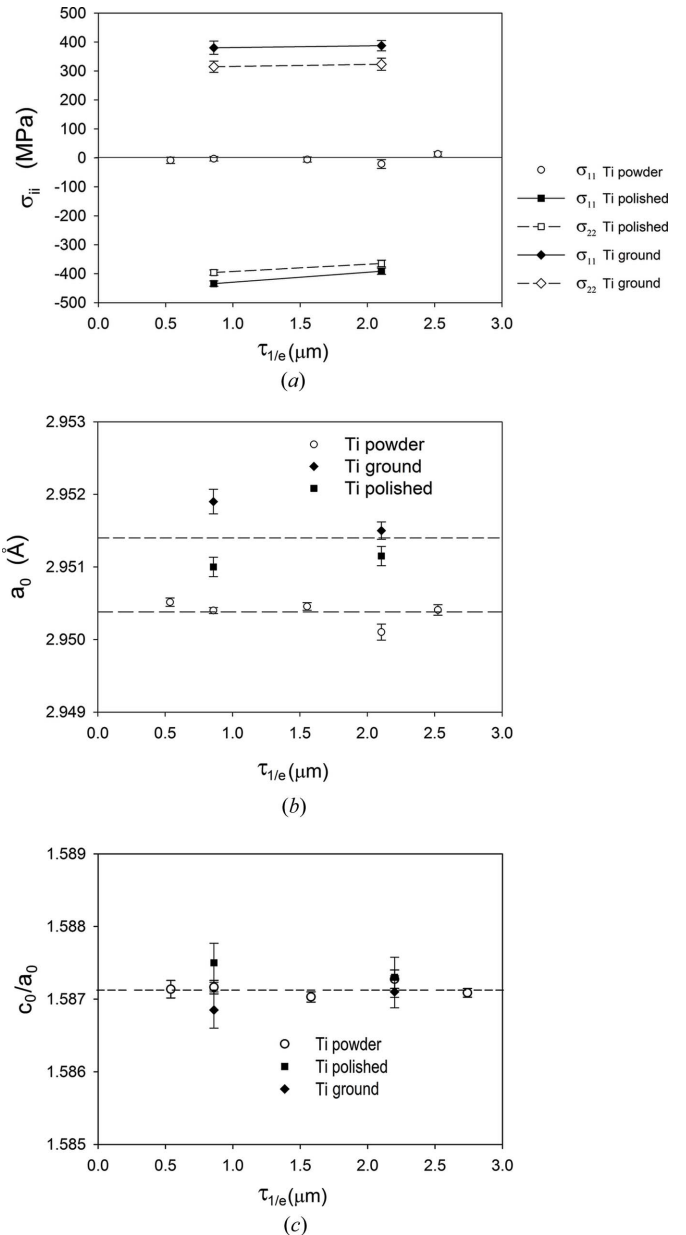 400
300
200
100
0
-100
-200
-300
-400
-500
σii (MPa)
0.0 0.5 1.0 1.5 2.0 2.5 3.0
τ1/e(μm)
σ11 Ti powder
σ11 Ti polished
σ22 Ti polished
σ11 Ti ground
σ22 Ti ground
(a)
2.953
2.952
2.951
2.950
2.949
a0 (Å)
Ti powder
Ti ground
Ti polished
0.0 0.5 1.0 1.5 2.0 2.5 3.0
τ1/e(μm)
(b)
1.589
1.588
1.587
1.586
1.585
c0/a0
Ti powder
Ti polished
Ti ground
0.0 0.5 1.0 1.5 2.0 2.5 3.0
τ1/e(μm)
(c)